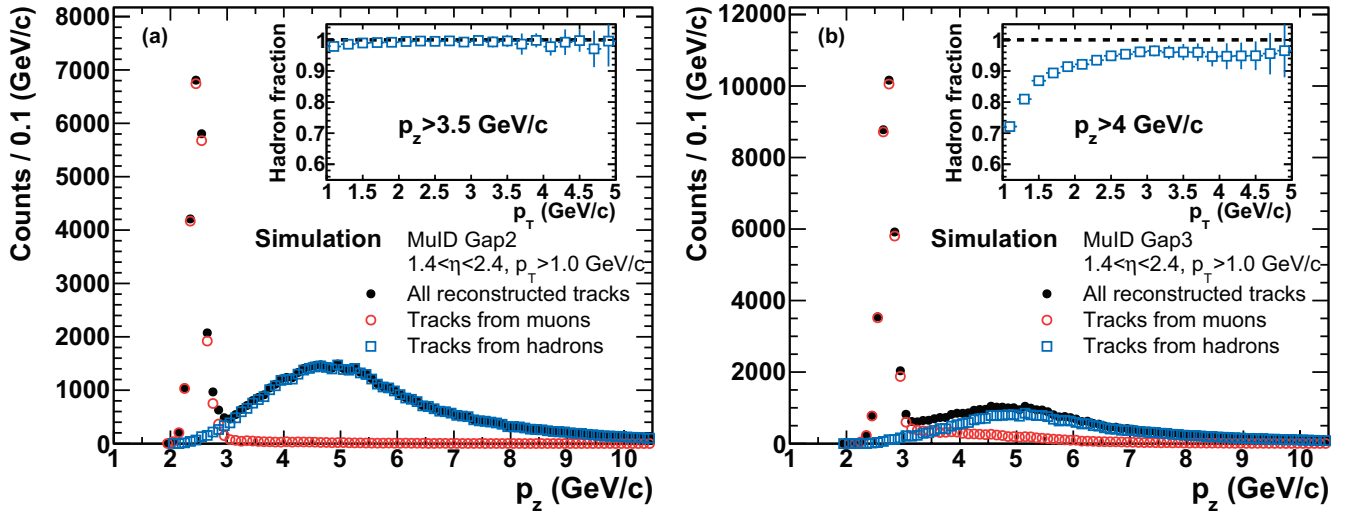 (a)
Counts / 0.1 (GeV/c)
8000
7000
6000
5000
4000
3000
2000
1000
0
1 2 3 4 5 6 7 8 9 10
p_z (GeV/c)
Hadron fraction
1
0.9
0.8
0.7
0.6
1 1.5 2 2.5 3 3.5 4 4.5 5
p_T (GeV/c)
p_z>3.5 GeV/c
Simulation
MuID Gap2
1.4<η<2.4, p_T>1.0 GeV/c
All reconstructed tracks
Tracks from muons
Tracks from hadrons
(b)
Counts / 0.1 (GeV/c)
12000
10000
8000
6000
4000
2000
0
1 2 3 4 5 6 7 8 9 10
p_z (GeV/c)
Hadron fraction
1
0.9
0.8
0.7
0.6
1 1.5 2 2.5 3 3.5 4 4.5 5
p_T (GeV/c)
p_z>4 GeV/c
Simulation
MuID Gap3
1.4<η<2.4, p_T>1.0 GeV/c
All reconstructed tracks
Tracks from muons
Tracks from hadrons